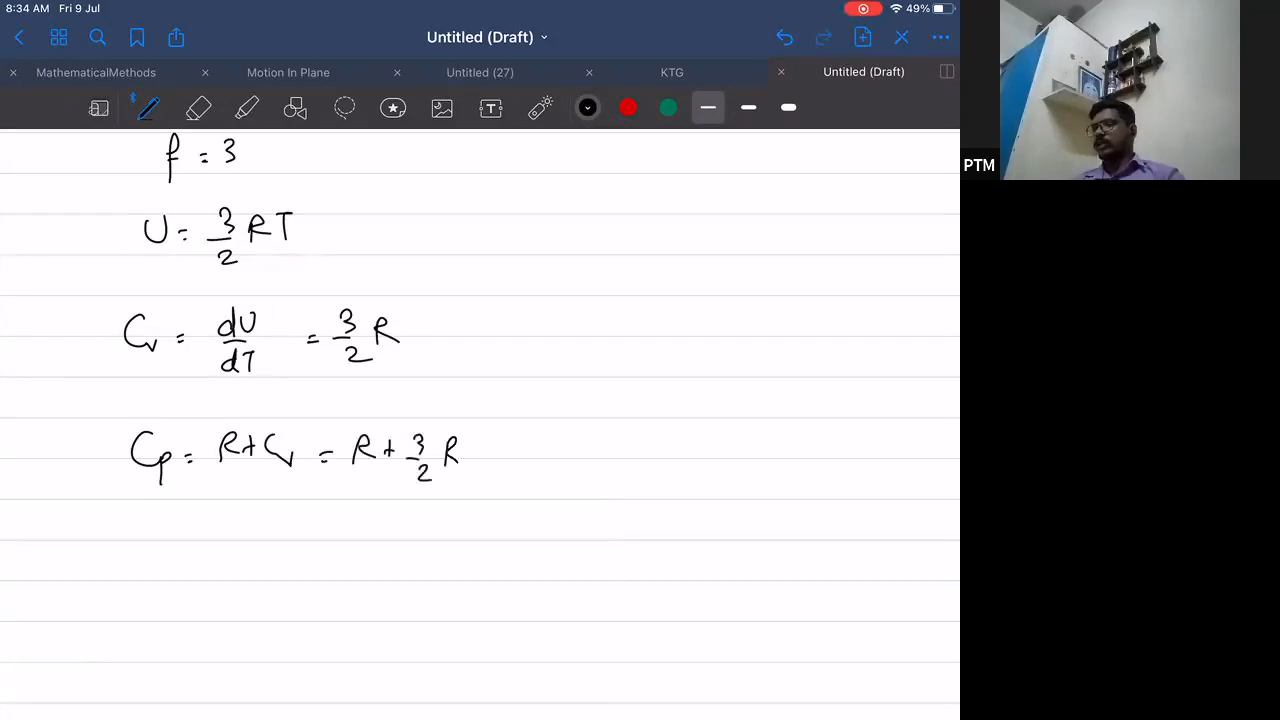 8:34 AM Fri 9 Jul 49%
Untitled (Draft)
MathematicalMethods Motion In Plane Untitled (27) KTG Untitled (Draft)
f = 3
U = 3/2 RT
Cv = dU/dT = 3/2 R
Cp = R+Cv = R + 3/2 R
PTM